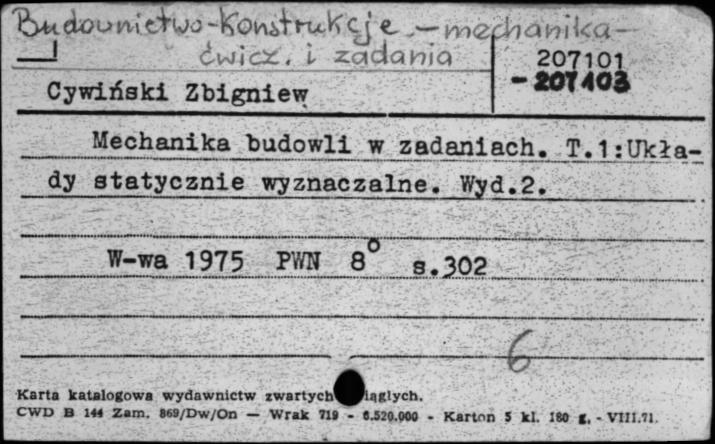 Budownictwo-Konstrukcje - mechanika -
ćwicz. i zadania
207101
-207103
Cywiński Zbigniew
Mechanika budowli w zadaniach. T.1:Ukła-
dy statycznie wyznaczalne. Wyd.2.
W-wa 1975 PWN 8° s.302
6
Karta katalogowa wydawnictw zwartych iągłych.
CWD B 144 Zam. 869/Dw/On — Wrak 719 - 6.520.000 - Karton 5 kl. 180 g. - VIII.71.